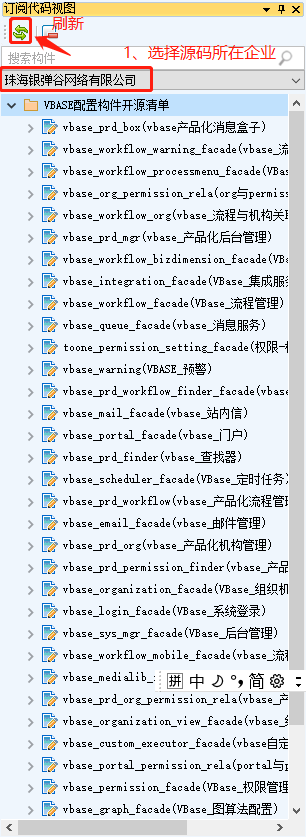 订阅代码视图
刷新
搜索构件
1、选择源码所在企业
珠海银弹谷网络有限公司
VBASE配置构件开源清单
vbase_prd_box(vbase产品化消息盒子)
vbase_workflow_warning_facade(vbase_流
vbase_workflow_processmenu_facade(VBas
vbase_org_permission_rela(org与permiss
vbase_workflow_org(vbase_流程与机构关联
vbase_prd_mgr(vbase_产品化后台管理)
vbase_workflow_bizdimension_facade(VBa
vbase_integration_facade(VBase_集成服务
vbase_workflow_facade(VBase_流程管理)
vbase_queue_facade(vbase_消息服务)
toone_permission_setting_facade(权限-权
vbase_warning(VBASE_预警)
vbase_prd_workflow_finder_facade(vbase
vbase_mail_facade(vbase_站内信)
vbase_portal_facade(vbase_门户)
vbase_prd_finder(vbase_查找器)
vbase_scheduler_facade(VBase_定时任务)
vbase_prd_workflow(vbase_产品化流程管理
vbase_email_facade(vbase_邮件管理)
vbase_prd_org(vbase_产品化机构管理)
vbase_prd_permission_finder(vbase_产品
vbase_organization_facade(VBase_组织机
vbase_login_facade(VBase_系统登录)
vbase_sys_mgr_facade(VBase_后台管理)
vbase_workflow_mobile_facade(vbase_流程
vbase_medialib_
拼 中 简
vbase_prd_org_permission_rela(vbase_产
vbase_organization_view_facade(vbase_组
vbase_custom_executor_facade(vbase自定
vbase_portal_permission_rela(portal与p
vbase_permission_facade(VBase_权限管理
vbase_graph_facade(VBase_图算法配置)